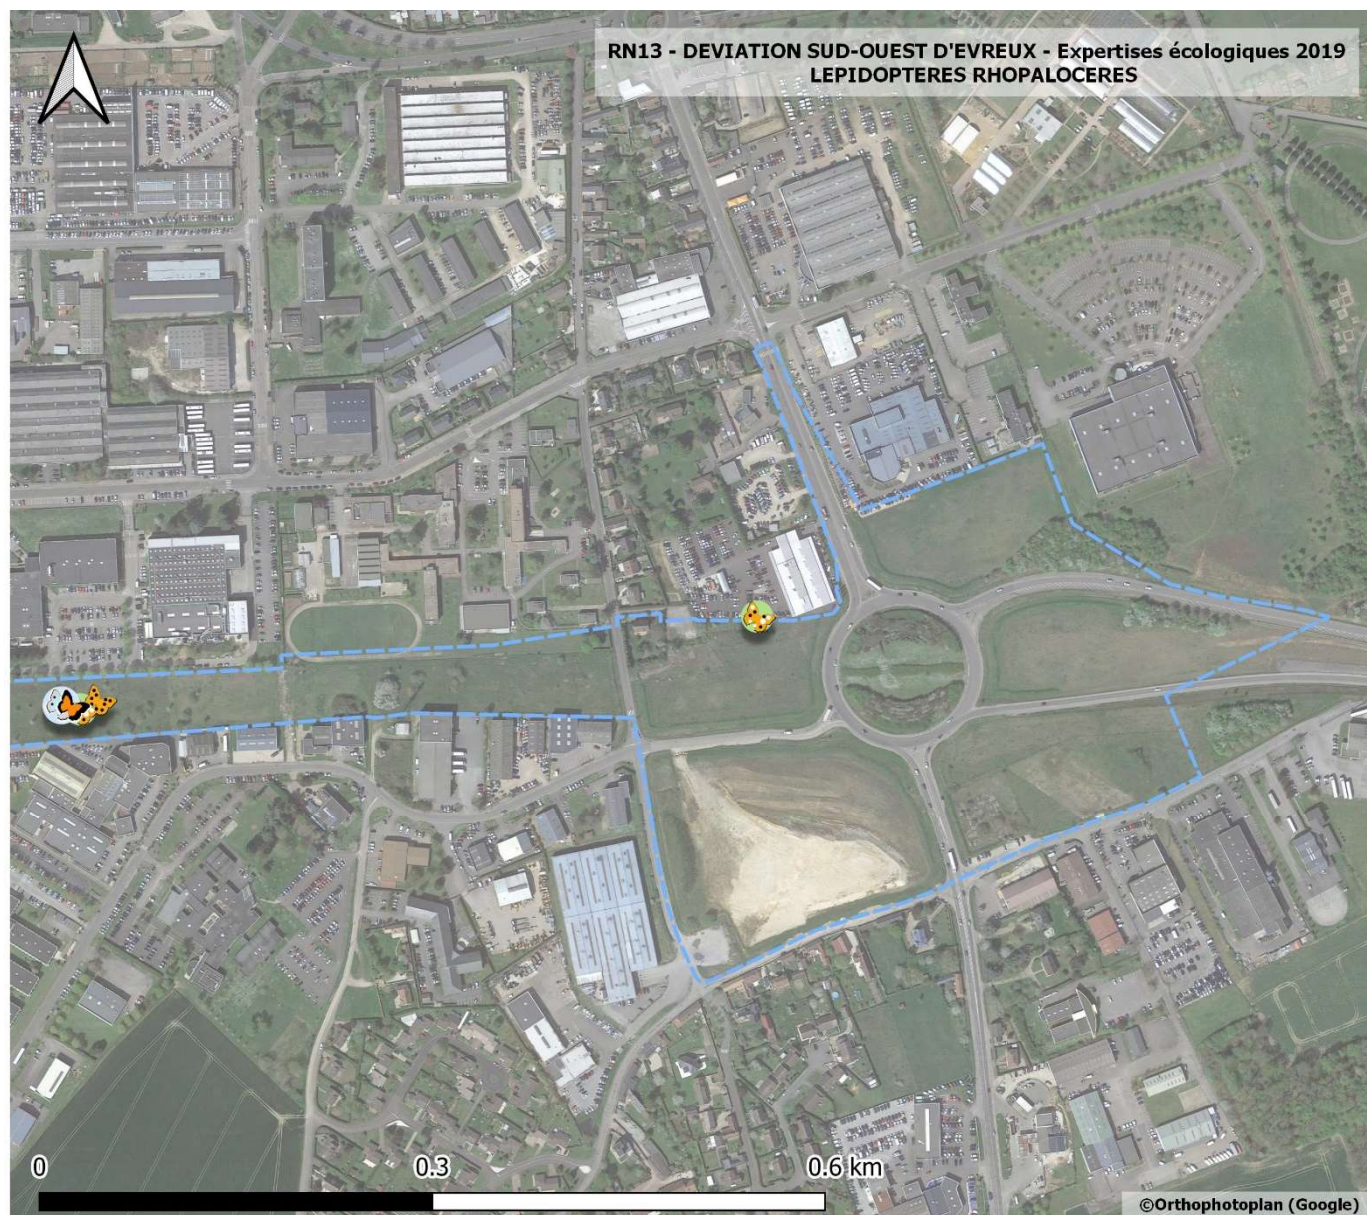 RN13 - DEVIATION SUD-OUEST D'EVREUX - Expertises écologiques 2019
LEPIDOPTERES RHOPALOCERES
0 0.3 0.6 km
©Orthophotoplan (Google)